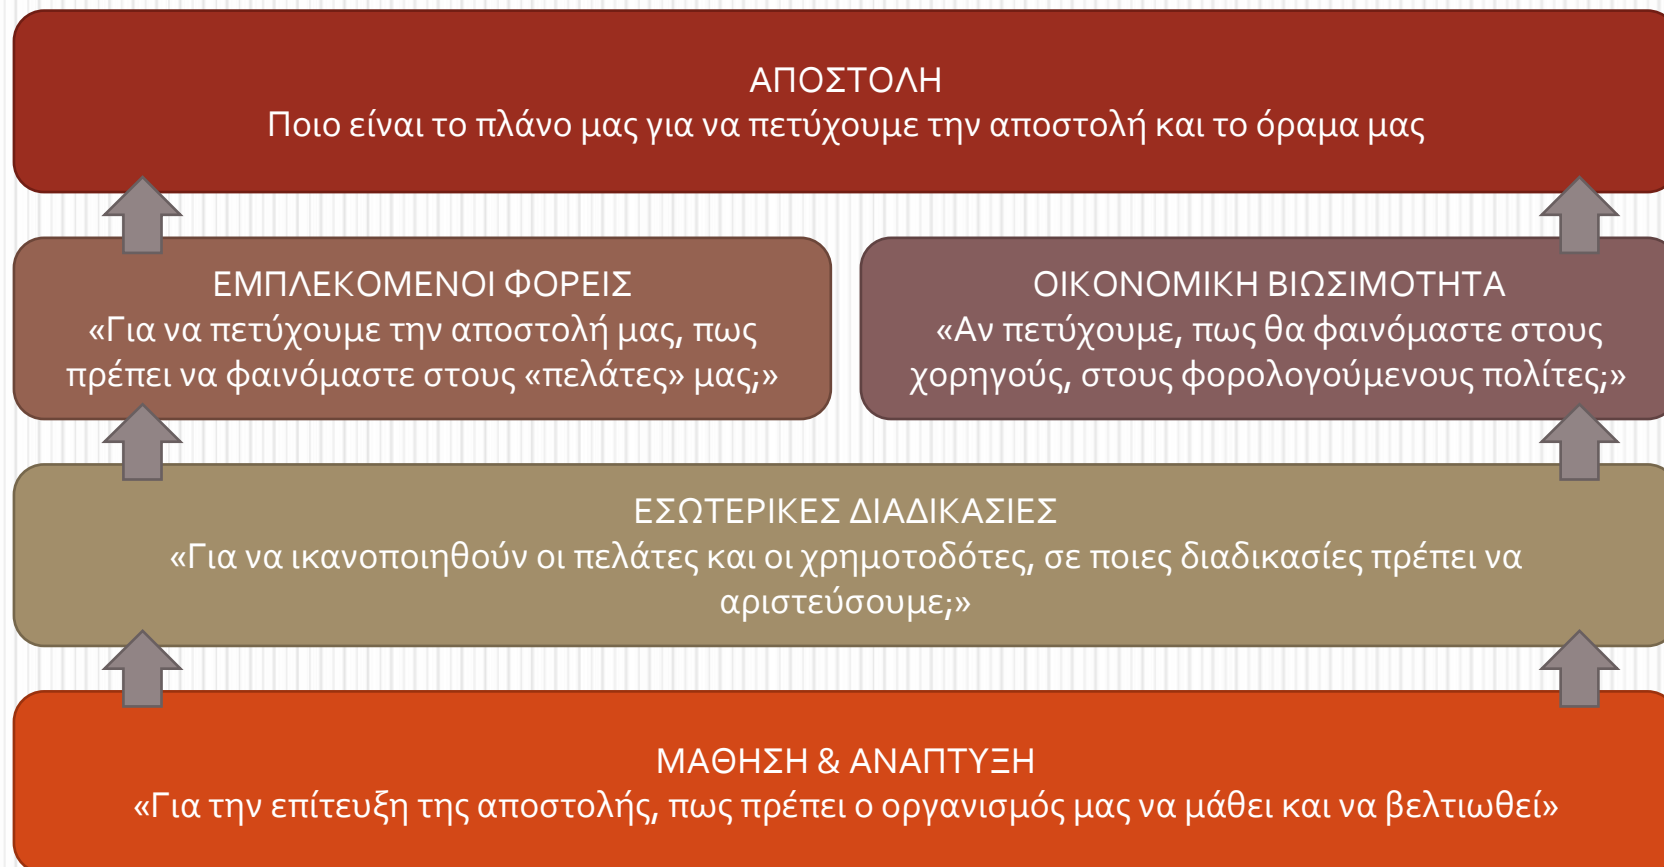 ΑΠΟΣΤΟΛΗ
Ποιο είναι το πλάνο μας για να πετύχουμε την αποστολή και το όραμα μας
ΕΜΠΛΕΚΟΜΕΝΟΙ ΦΟΡΕΙΣ
«Για να πετύχουμε την αποστολή μας, πως
πρέπει να φαινόμαστε στους «πελάτες» μας;»
ΟΙΚΟΝΟΜΙΚΗ ΒΙΩΣΙΜΟΤΗΤΑ
«Αν πετύχουμε, πως θα φαινόμαστε στους
χορηγούς, στους φορολογούμενους πολίτες;»
ΕΣΩΤΕΡΙΚΕΣ ΔΙΑΔΙΚΑΣΙΕΣ
«Για να ικανοποιηθούν οι πελάτες και οι χρημοτοδότες, σε ποιες διαδικασίες πρέπει να
αριστεύσουμε;»
ΜΑΘΗΣΗ & ΑΝΑΠΤΥΞΗ
«Για την επίτευξη της αποστολής, πως πρέπει ο οργανισμός μας να μάθει και να βελτιωθεί»